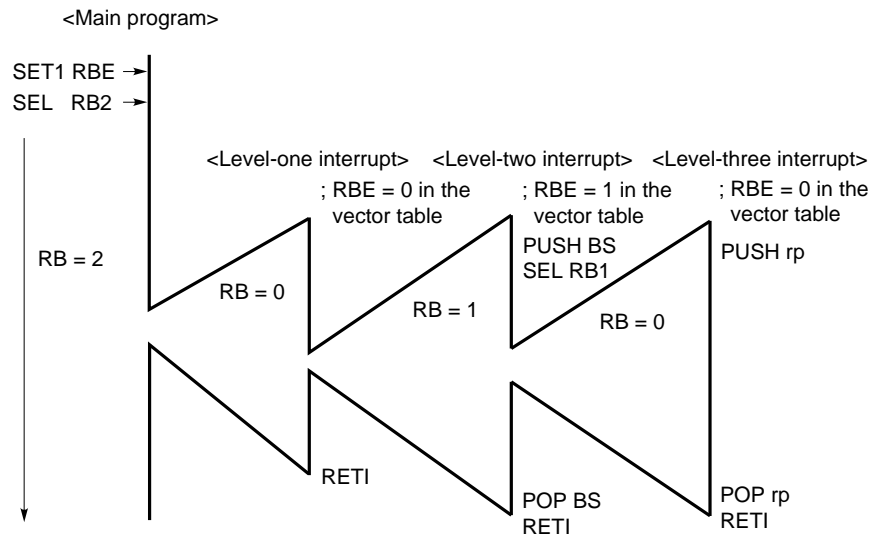 <Main program>
SET1 RBE
SEL RB2
<Level-one interrupt>
; RBE = 0 in the
vector table
<Level-two interrupt>
; RBE = 1 in the
vector table
<Level-three interrupt>
; RBE = 0 in the
vector table
PUSH BS
SEL RB1
PUSH rp
RB = 2
RB = 0
RB = 1
RB = 0
RETI
POP BS
RETI
POP rp
RETI